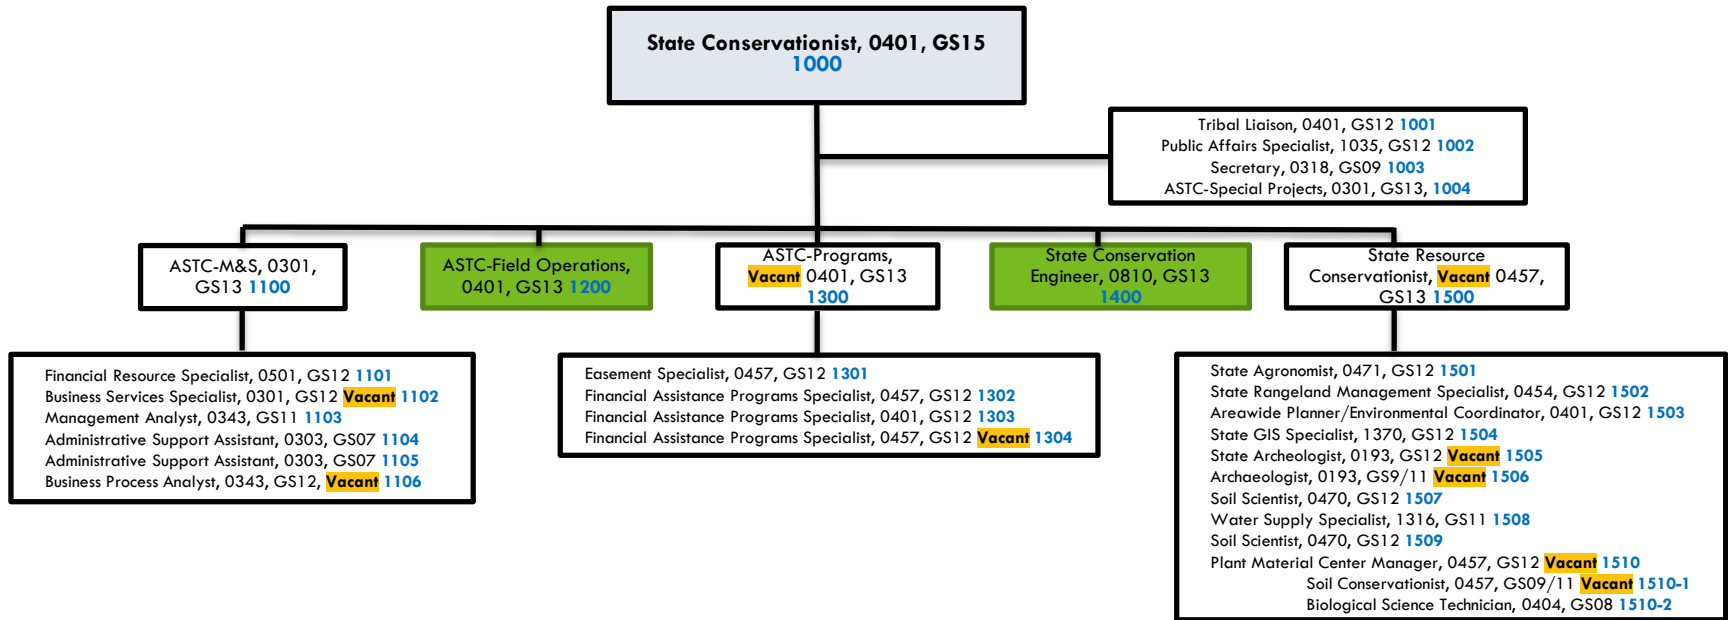 State Conservationist, 0401, GS15
1000
Tribal Liaison, 0401, GS12 1001
Public Affairs Specialist, 1035, GS12 1002
Secretary, 0318, GS09 1003
ASTC-Special Projects, 0301, GS13, 1004
ASTC-M&S, 0301,
GS13 1100
ASTC-Field Operations,
0401, GS13 1200
ASTC-Programs,
Vacant 0401, GS13
1300
State Conservation
Engineer, 0810, GS13
1400
State Resource
Conservationist, Vacant 0457,
GS13 1500
Financial Resource Specialist, 0501, GS12 1101
Business Services Specialist, 0301, GS12 Vacant 1102
Management Analyst, 0343, GS11 1103
Administrative Support Assistant, 0303, GS07 1104
Administrative Support Assistant, 0303, GS07 1105
Business Process Analyst, 0343, GS12, Vacant 1106
Easement Specialist, 0457, GS12 1301
Financial Assistance Programs Specialist, 0457, GS12 1302
Financial Assistance Programs Specialist, 0401, GS12 1303
Financial Assistance Programs Specialist, 0457, GS12 Vacant 1304
State Agronomist, 0471, GS12 1501
State Rangeland Management Specialist, 0454, GS12 1502
Areawide Planner/Environmental Coordinator, 0401, GS12 1503
State GIS Specialist, 1370, GS12 1504
State Archeologist, 0193, GS12 Vacant 1505
Archaeologist, 0193, GS9/11 Vacant 1506
Soil Scientist, 0470, GS12 1507
Water Supply Specialist, 1316, GS11 1508
Soil Scientist, 0470, GS12 1509
Plant Material Center Manager, 0457, GS12 Vacant 1510
Soil Conservationist, 0457, GS09/11 Vacant 1510-1
Biological Science Technician, 0404, GS08 1510-2